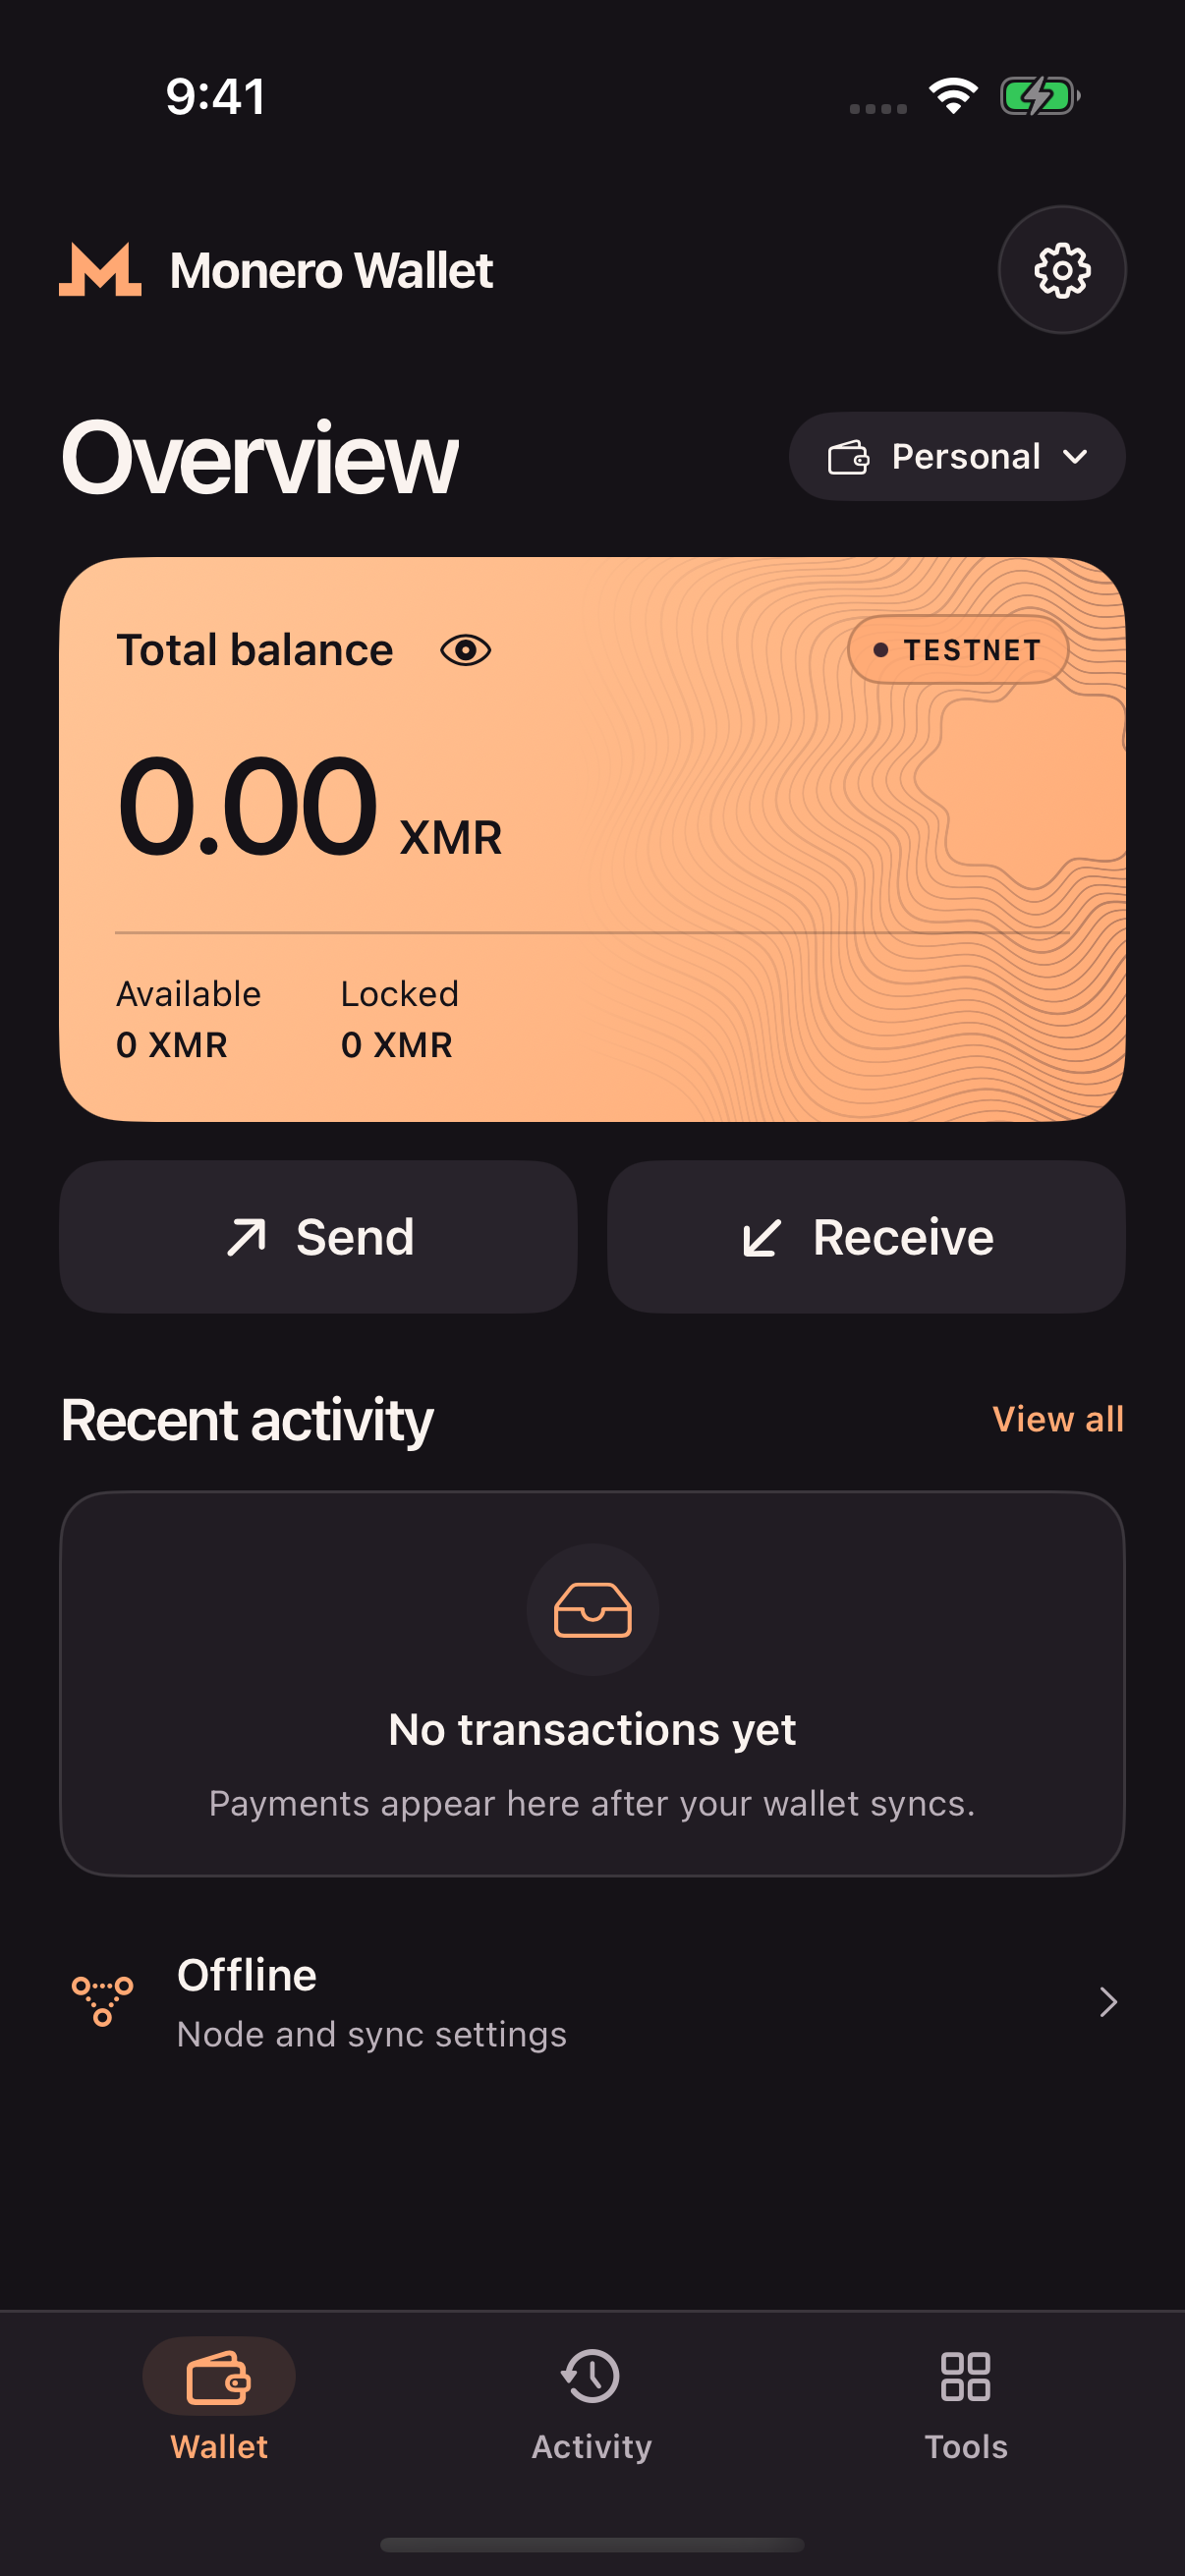 9:41
Monero Wallet
Overview
Personal
Total balance
TESTNET
0.00 XMR
Available
Locked
0 XMR
0 XMR
Send
Receive
Recent activity
View all
No transactions yet
Payments appear here after your wallet syncs.
Offline
Node and sync settings
Wallet
Activity
Tools